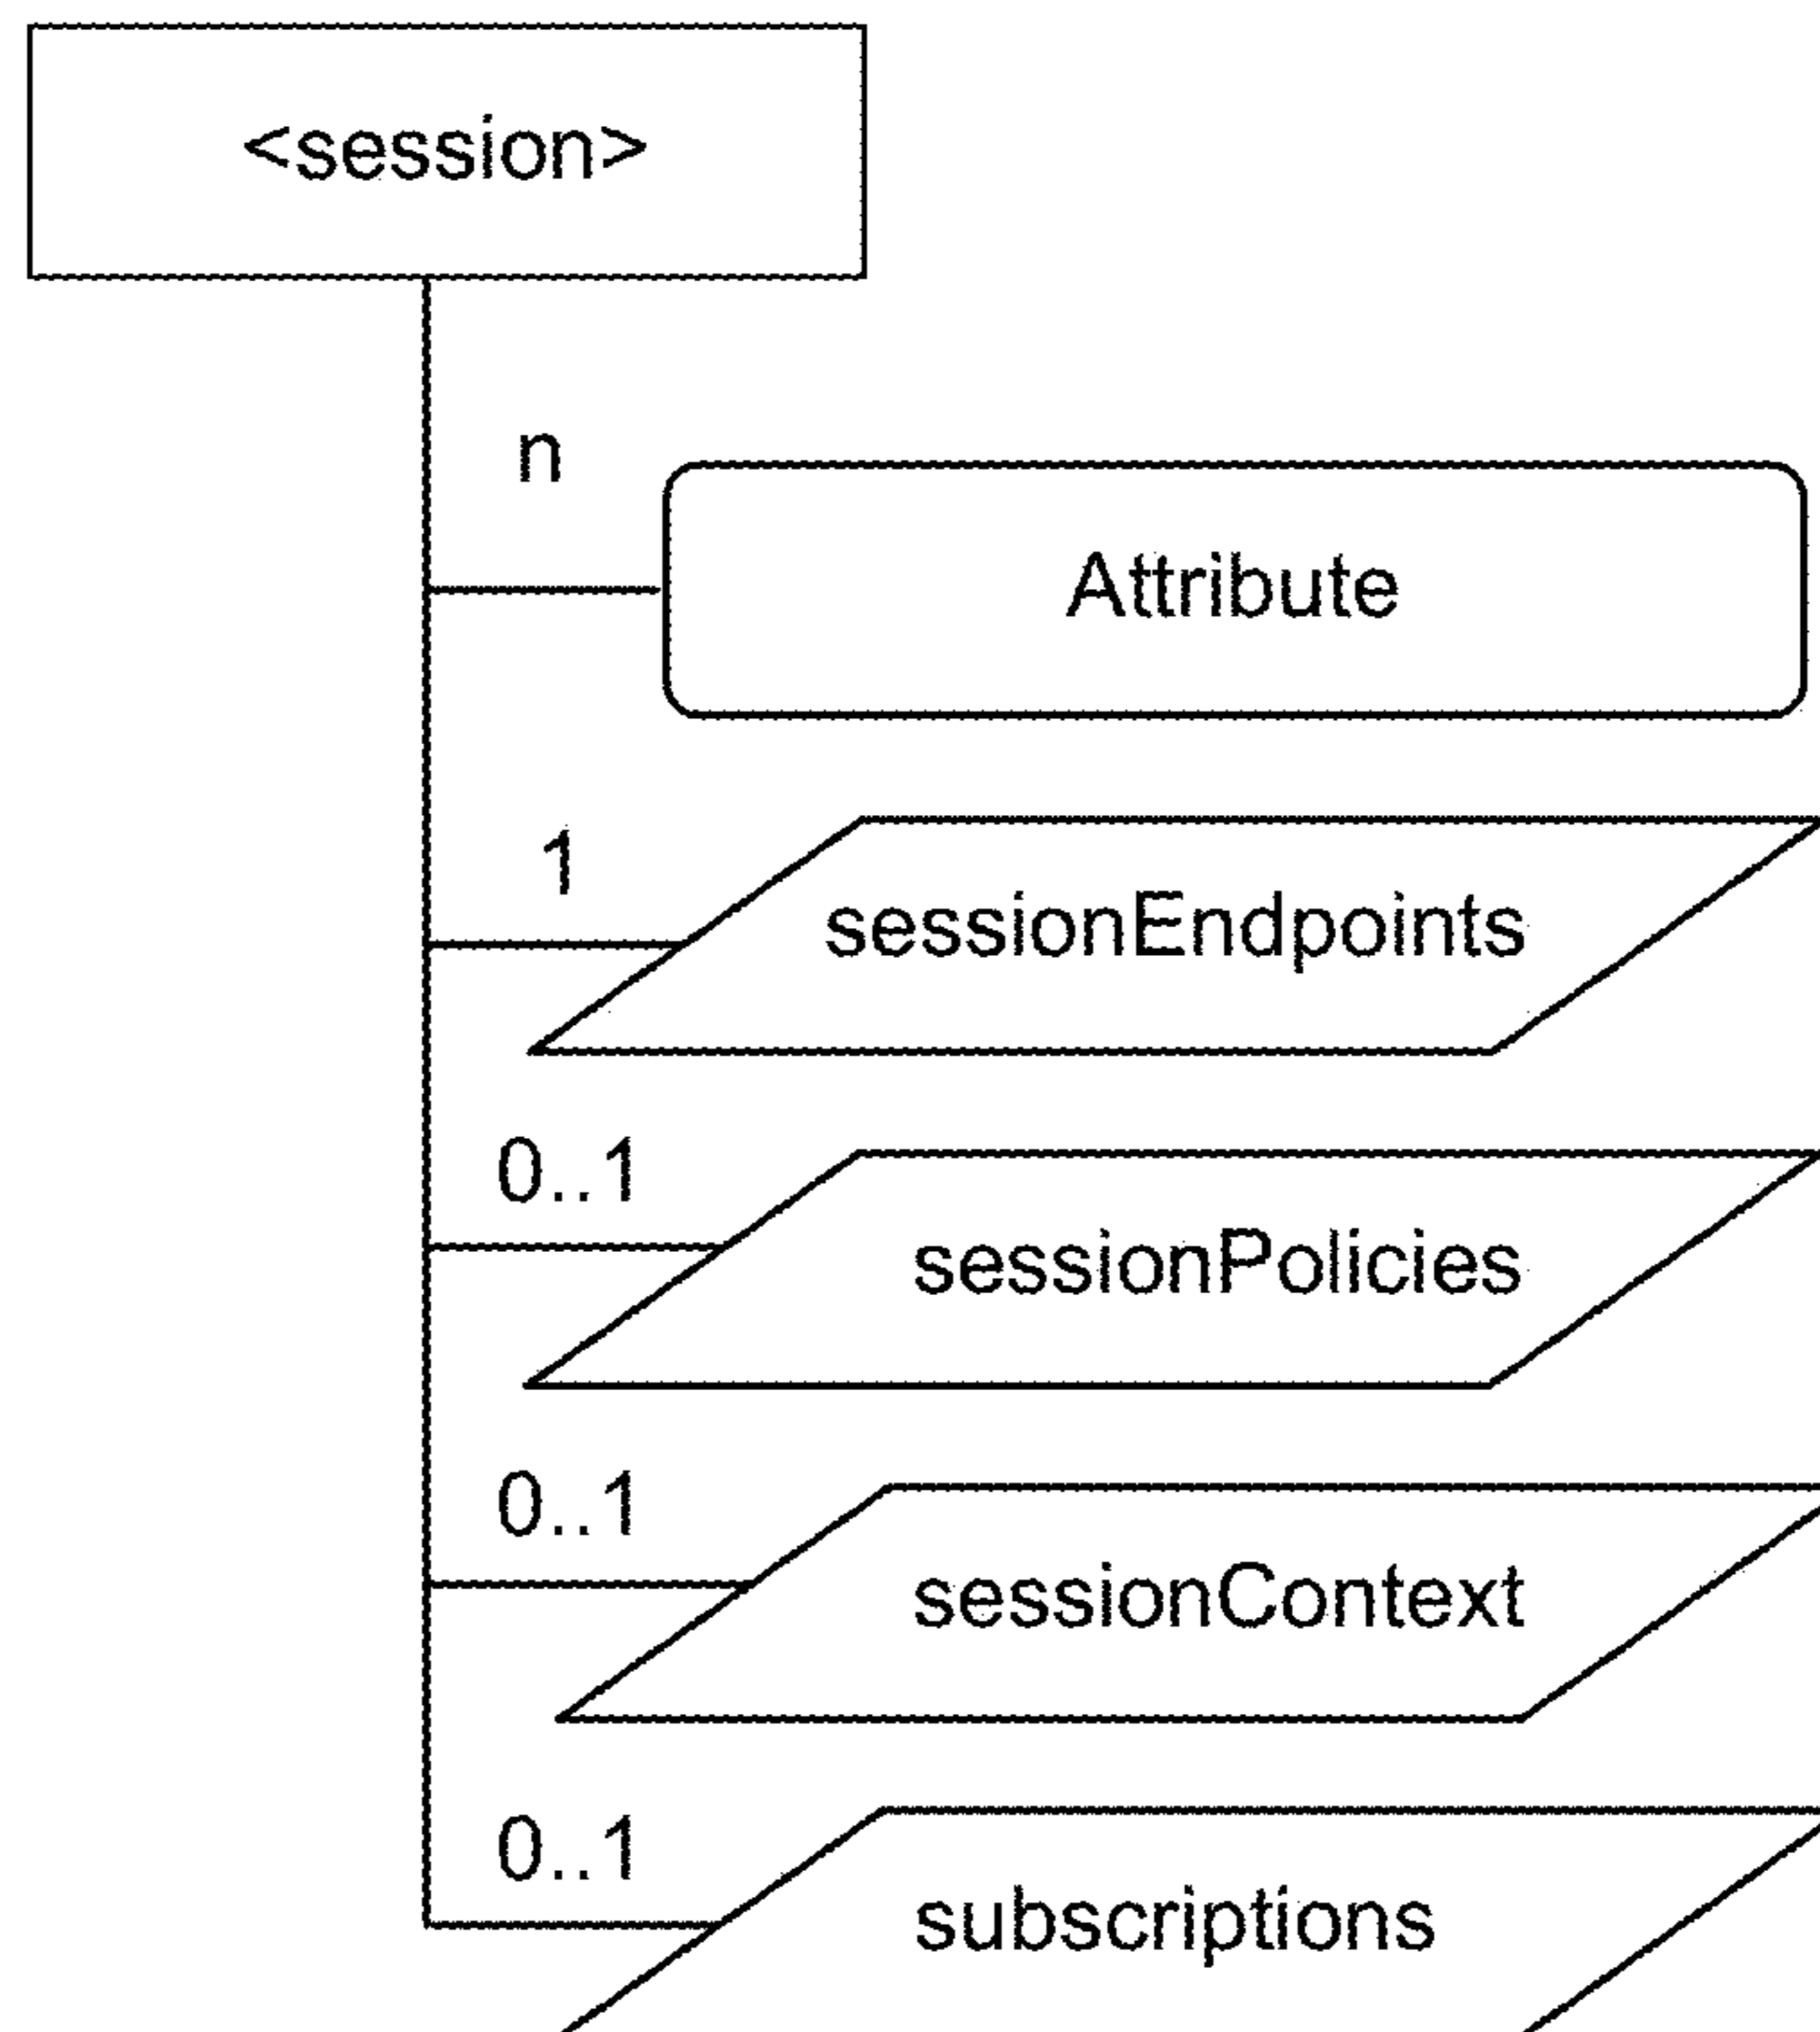 <session>
n
Attribute
1
sessionEndpoints
0..1
sessionPolicies
0..1
sessionContext
0..1
subscriptions